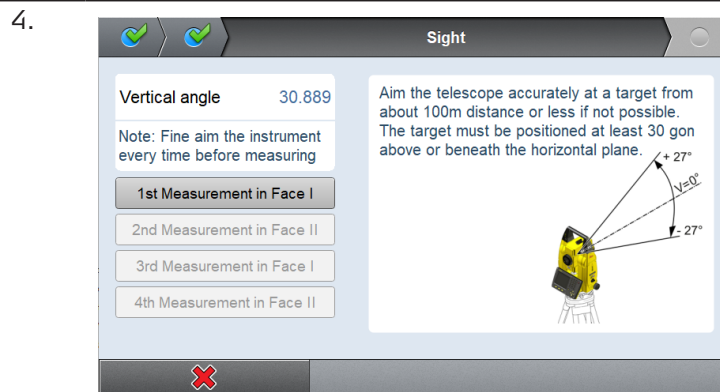 4.
Sight
Vertical angle 30.889
Note: Fine aim the instrument
every time before measuring
1st Measurement in Face I
2nd Measurement in Face II
3rd Measurement in Face I
4th Measurement in Face II
Aim the telescope accurately at a target from
about 100m distance or less if not possible.
The target must be positioned at least 30 gon
above or beneath the horizontal plane.
+ 27°
V=0°
- 27°